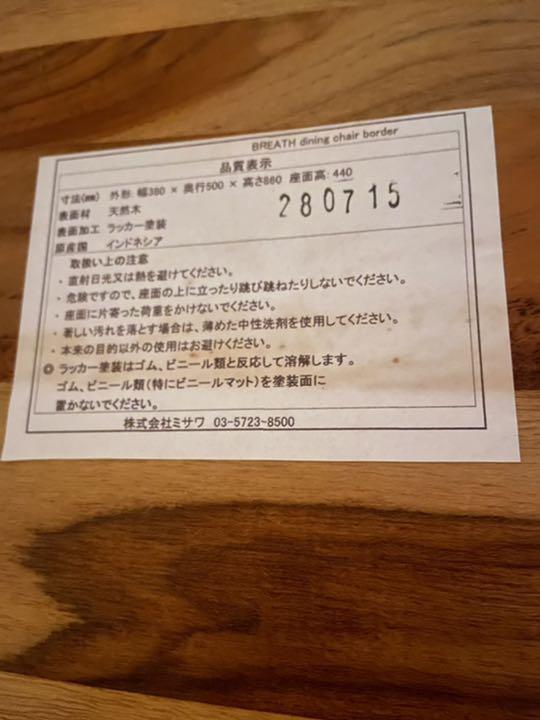 BREATH dining chair border
品質表示
寸法(mm) 外形: 幅380 × 奥行500 × 高さ860 座面高: 440
表面材 天然木
280715
表面加工 ラッカー塗装
原産国 インドネシア
取扱い上の注意
・直射日光又は熱を避けてください。
・危険ですので、座面の上に立ったり跳び跳ねたりしないでください。
・座面に片寄った荷重をかけないでください。
・著しい汚れを落とす場合は、薄めた中性洗剤を使用してください。
・本来の目的以外の使用はお避けください。
◎ラッカー塗装はゴム、ビニール類と反応して溶解します。
ゴム、ビニール類(特にビニールマット)を塗装面に
置かないでください。
株式会社ミサワ 03-5723-8500